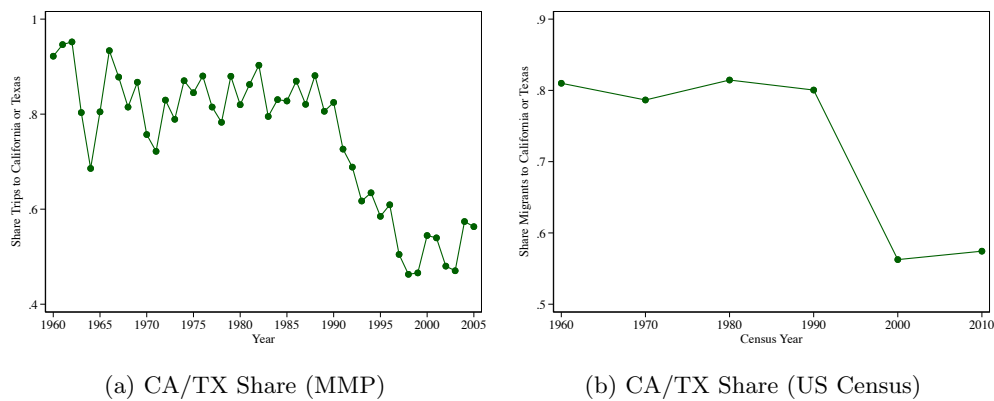 Share Trips to California or Texas
1
.8
.6
.4
1960 1965 1970 1975 1980 1985 1990 1995 2000 2005
Year
(a) CA/TX Share (MMP)
Share Migrants to California or Texas
.9
.8
.7
.6
.5
1960 1970 1980 1990 2000 2010
Census Year
(b) CA/TX Share (US Census)